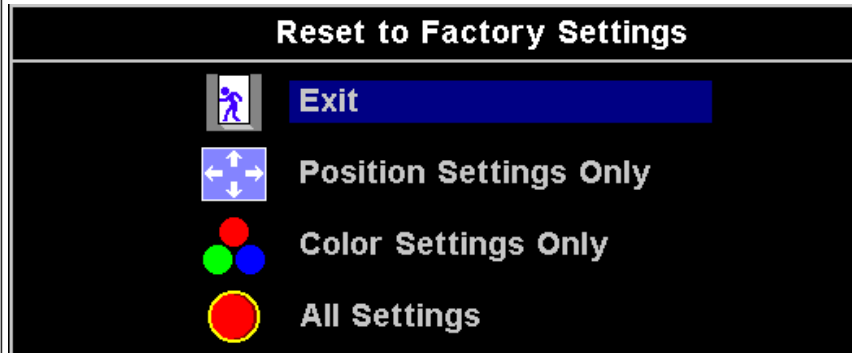 Reset to Factory Settings
Exit
Position Settings Only
Color Settings Only
All Settings